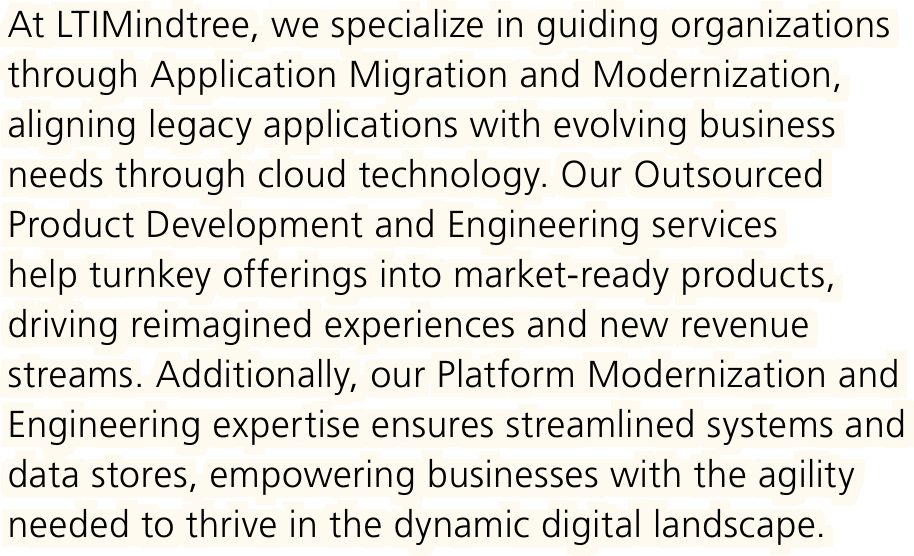 At LTIMindtree, we specialize in guiding organizations
through Application Migration and Modernization,
aligning legacy applications with evolving business
needs through cloud technology. Our Outsourced
Product Development and Engineering services
help turnkey offerings into market-ready products,
driving reimagined experiences and new revenue
streams. Additionally, our Platform Modernization and
Engineering expertise ensures streamlined systems and
data stores, empowering businesses with the agility
needed to thrive in the dynamic digital landscape.